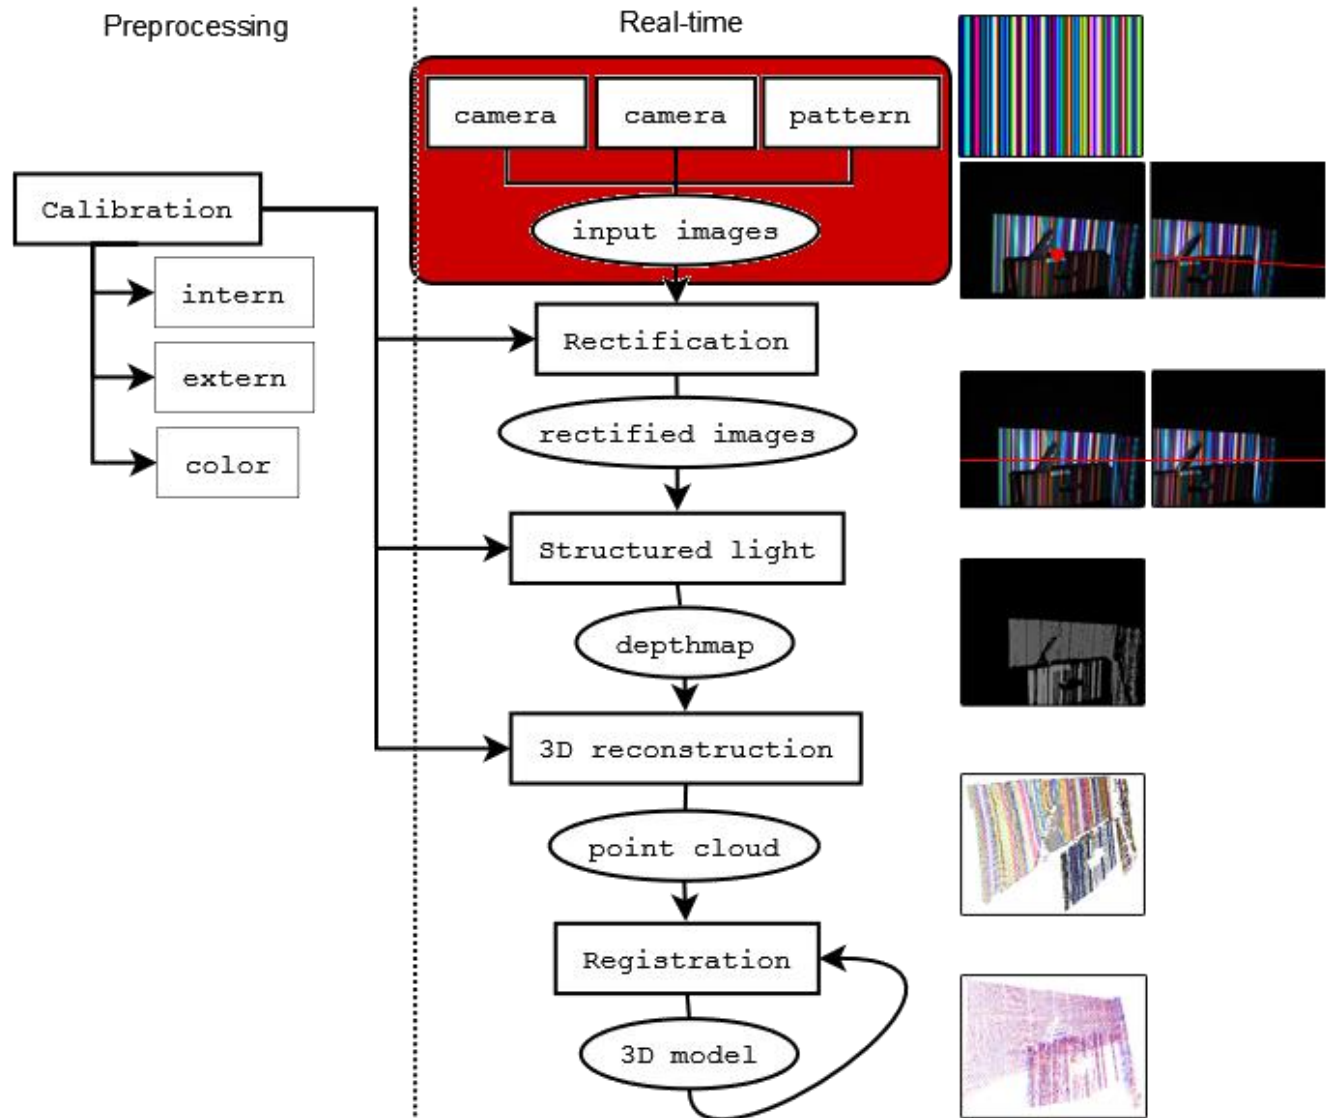 Preprocessing
Real-time
camera
camera
pattern
input images
Calibration
intern
extern
color
Rectification
rectified images
Structured light
depthmap
3D reconstruction
point cloud
Registration
3D model